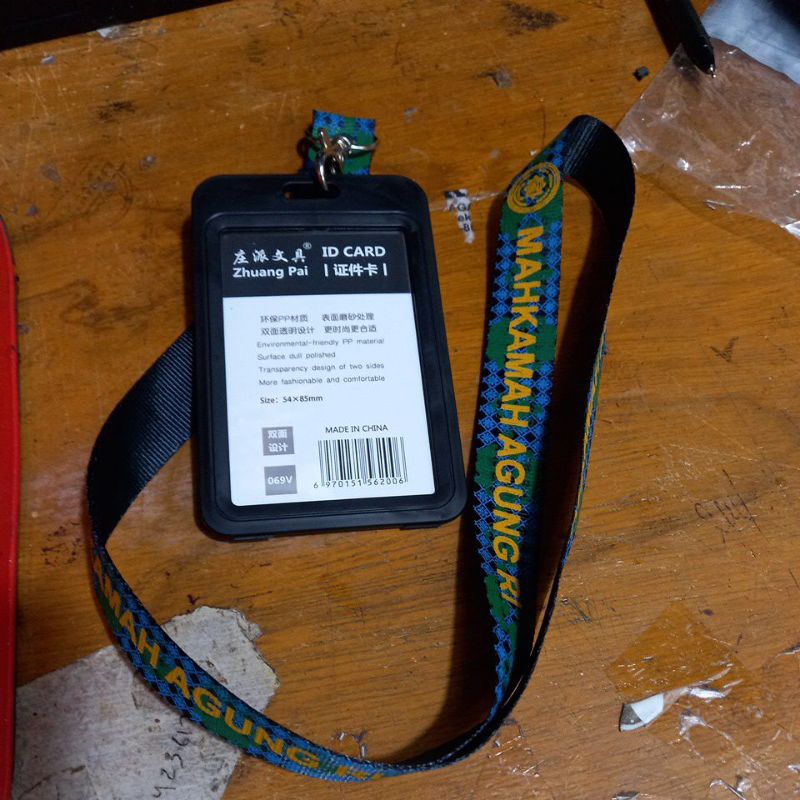 庄派文具® ID CARD
Zhuang Pai 证件卡
环保PP材质 表面磨砂处理
双面透明设计 更时尚更合适
Environmental-friendly PP material
Surface dull polished
Transparency design of two sides
More fashionable and comfortable
Size: 54×85mm
双面
设计
069V
MADE IN CHINA
6 970151 562006
MAHKAMAH AGUNG RI
AMAH AGUNG RI